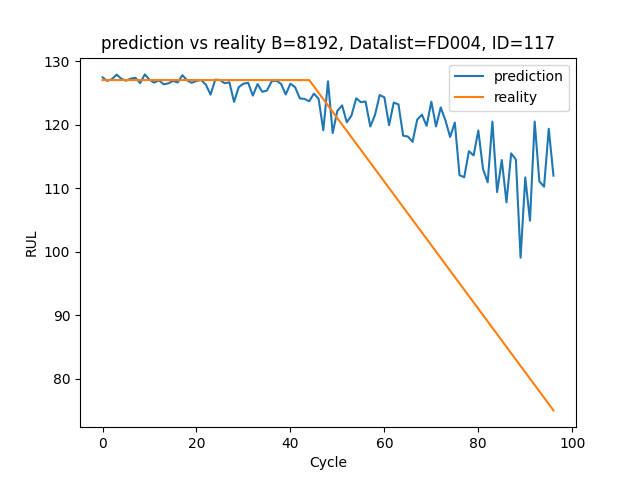 prediction vs reality B=8192, Datalist=FD004, ID=117
130
120
110
100
90
80
RUL
prediction
reality
0
20
40
60
80
100
Cycle